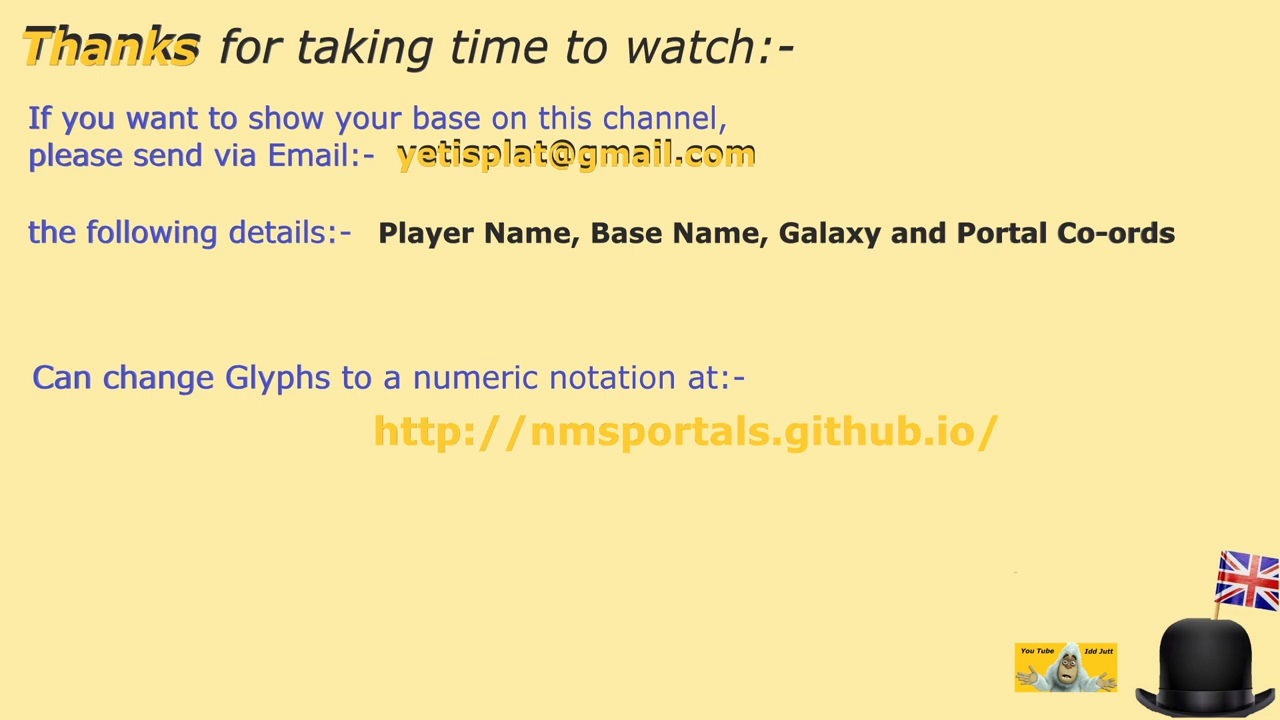 Thanks for taking time to watch:-
If you want to show your base on this channel,
please send via Email:- yetisplat@gmail.com
the following details:- Player Name, Base Name, Galaxy and Portal Co-ords
Can change Glyphs to a numeric notation at:-
http://nmsportals.github.io/
You Tube Idd Jutt